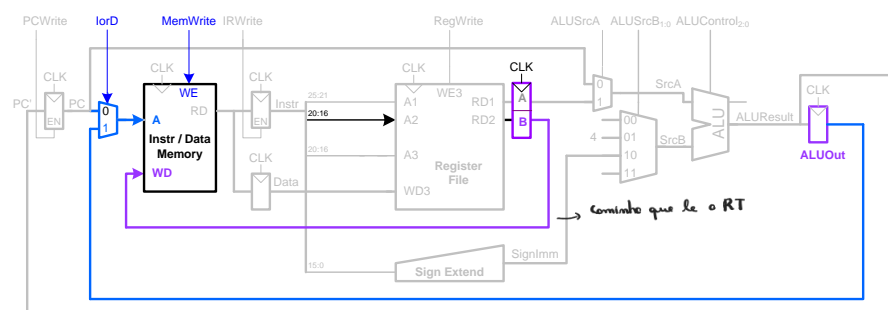 PCWrite IorD MemWrite IRWrite RegWrite ALUSrcA ALUSrcB1:0 ALUControl2:0
CLK CLK CLK CLK CLK CLK
PC' PC EN
0
1
A
WE
RD
Instr / Data
Memory
WD
EN
Instr
CLK
Data
25:21
20:16
20:16
15:0
A1
A2
A3
WD3
WE3
RD1
RD2
Register
File
A
B
0
1
SrcA
4
00
01
10
11
SrcB
ALU
ALUResult
ALUOut
caminho que le o RT
SignImm
Sign Extend